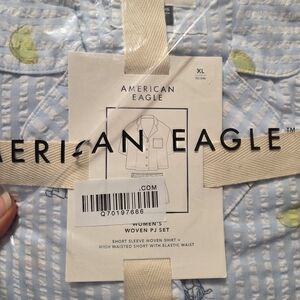 XL
AMERICAN
EAGLE
AMERICAN EAGLE™
.COM
Q70197666
WOMEN'S
WOVEN PJ SET
SHORT SLEEVE WOVEN SHIRT +
HIGH WAISTED SHORT WITH ELASTIC WAIST